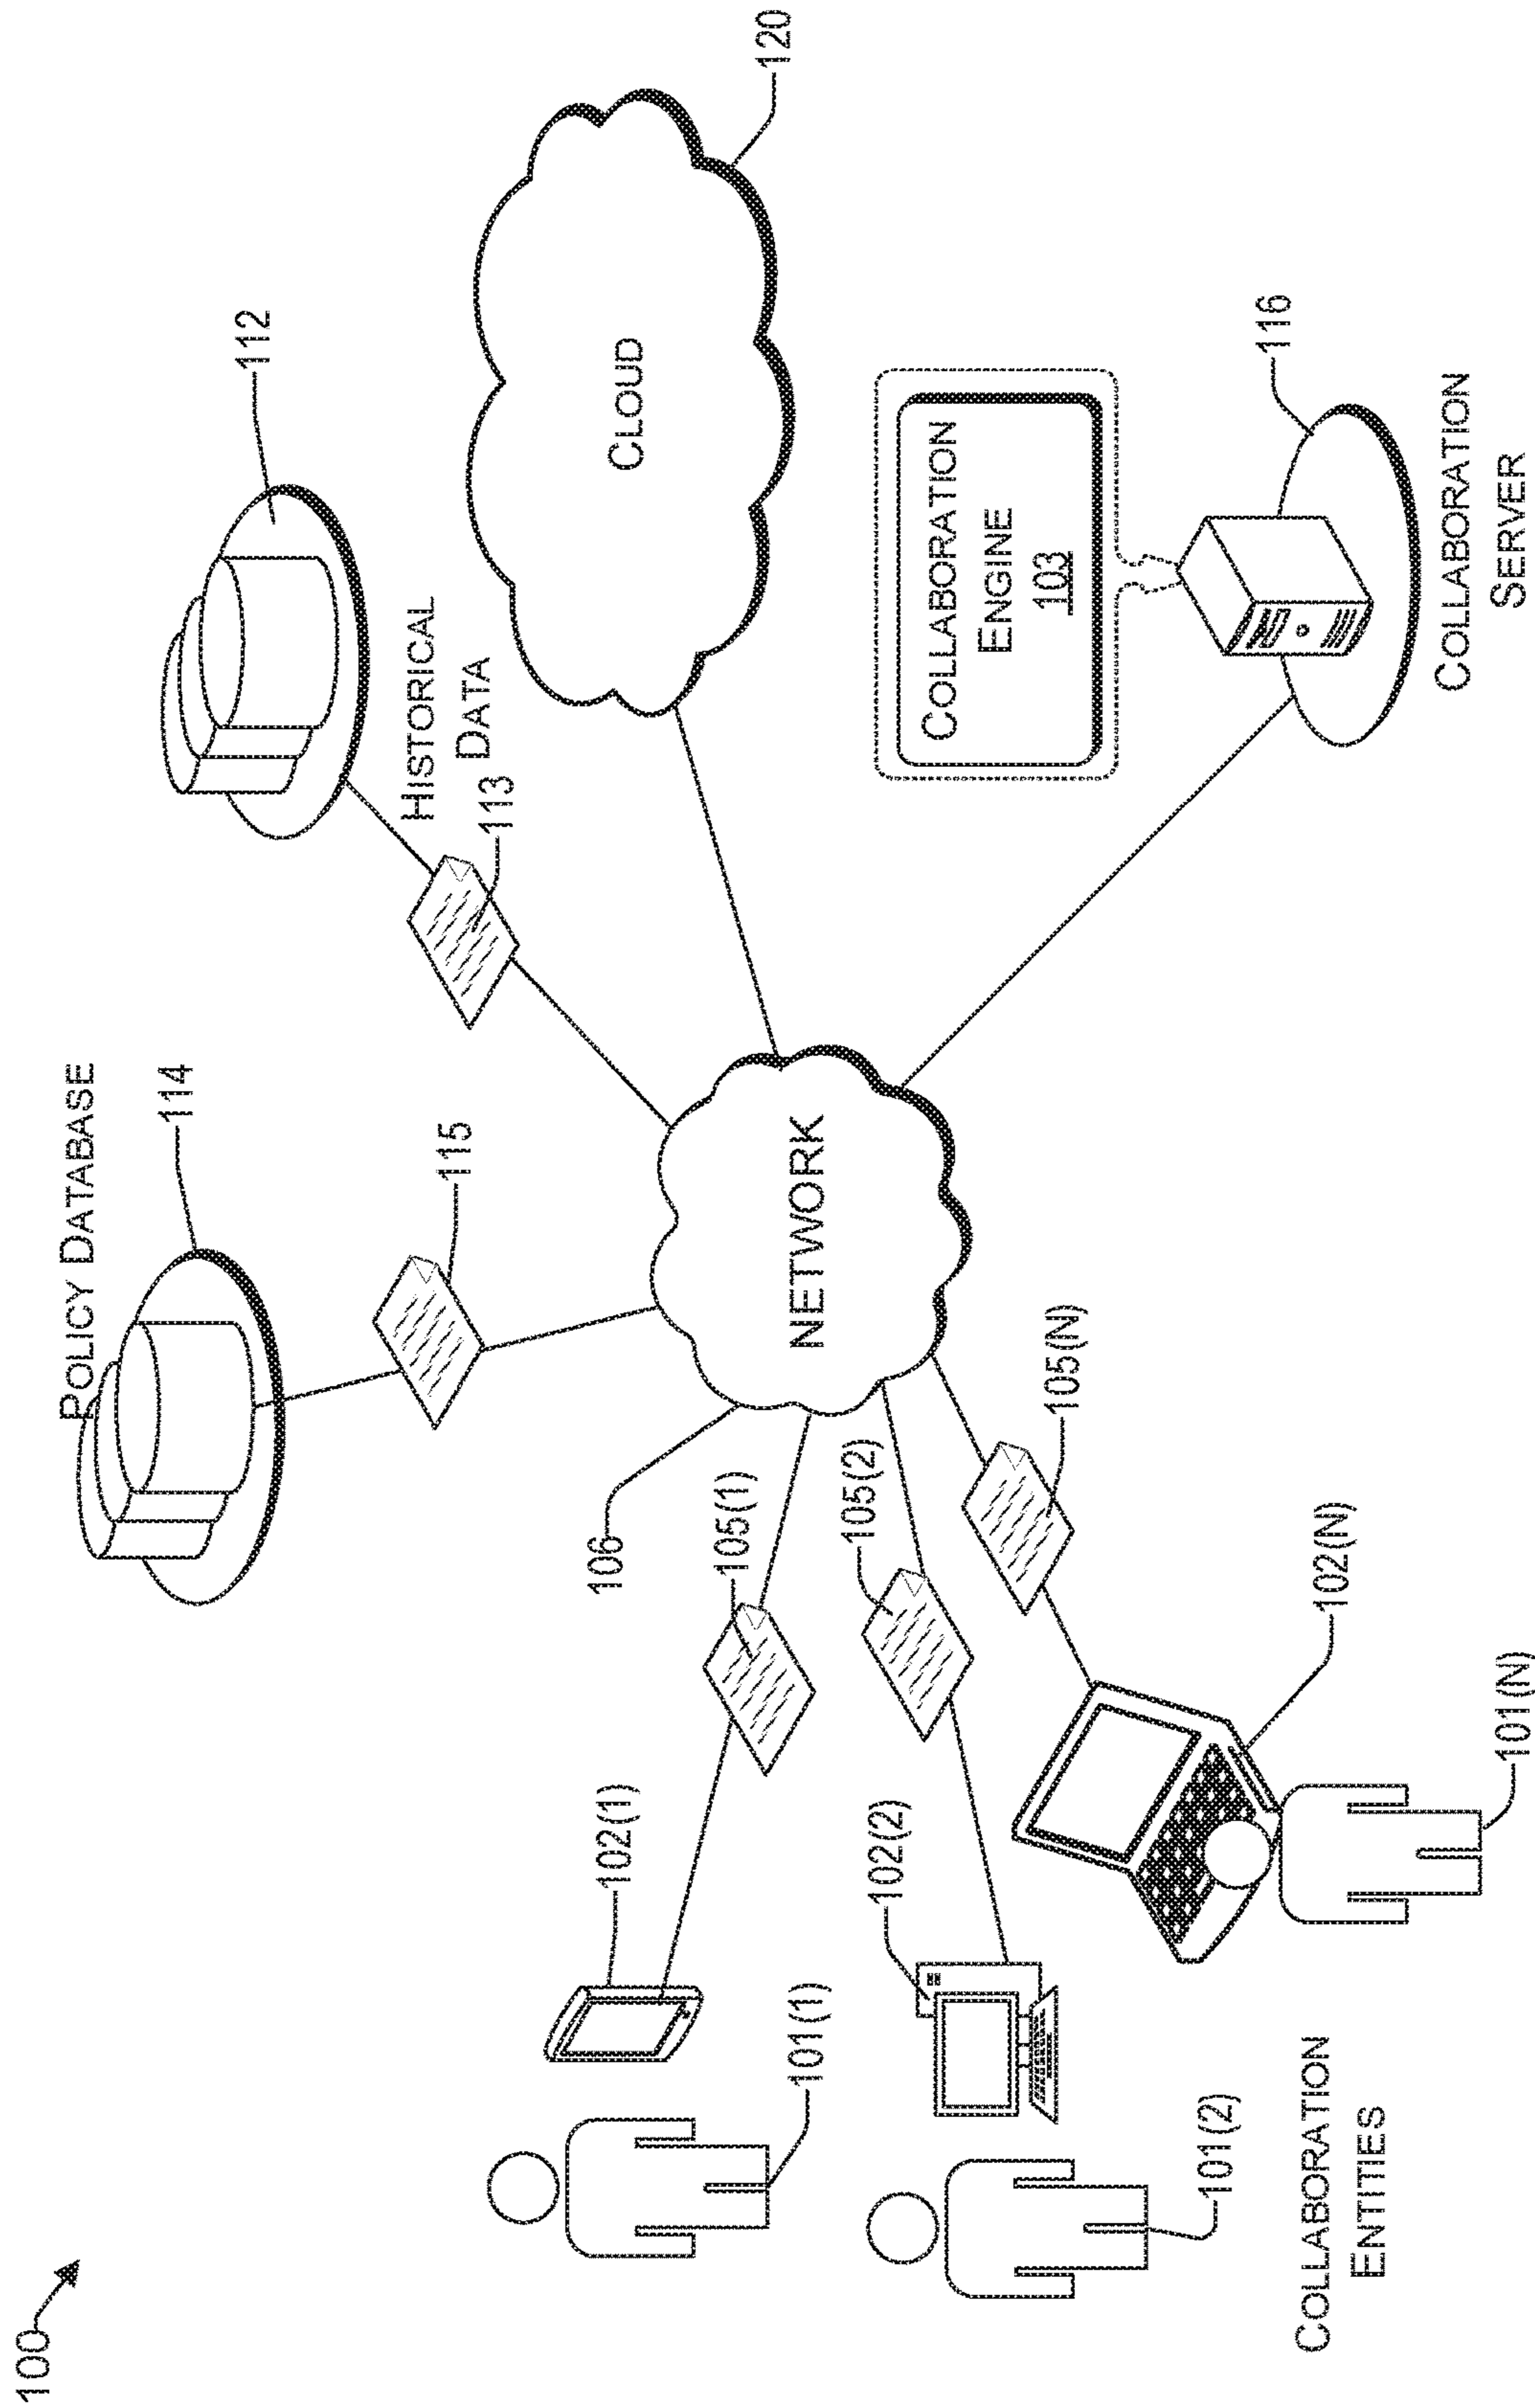 100
POLICY DATABASE
114
112
115
HISTORICAL
DATA
113
106
120
CLOUD
NETWORK
102(1)
105(1)
101(1)
105(2)
102(2)
101(2)
105(N)
102(N)
101(N)
COLLABORATION
ENGINE
103
116
COLLABORATION
SERVER
COLLABORATION
ENTITIES